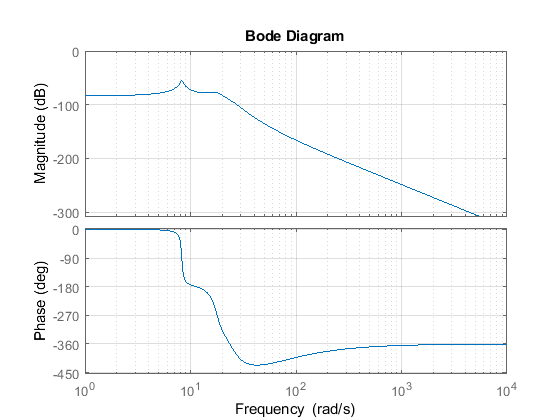 Bode Diagram
Magnitude (dB)
0
-100
-200
-300
Phase (deg)
0
-90
-180
-270
-360
-450
10^0 10^1 10^2 10^3 10^4
Frequency (rad/s)